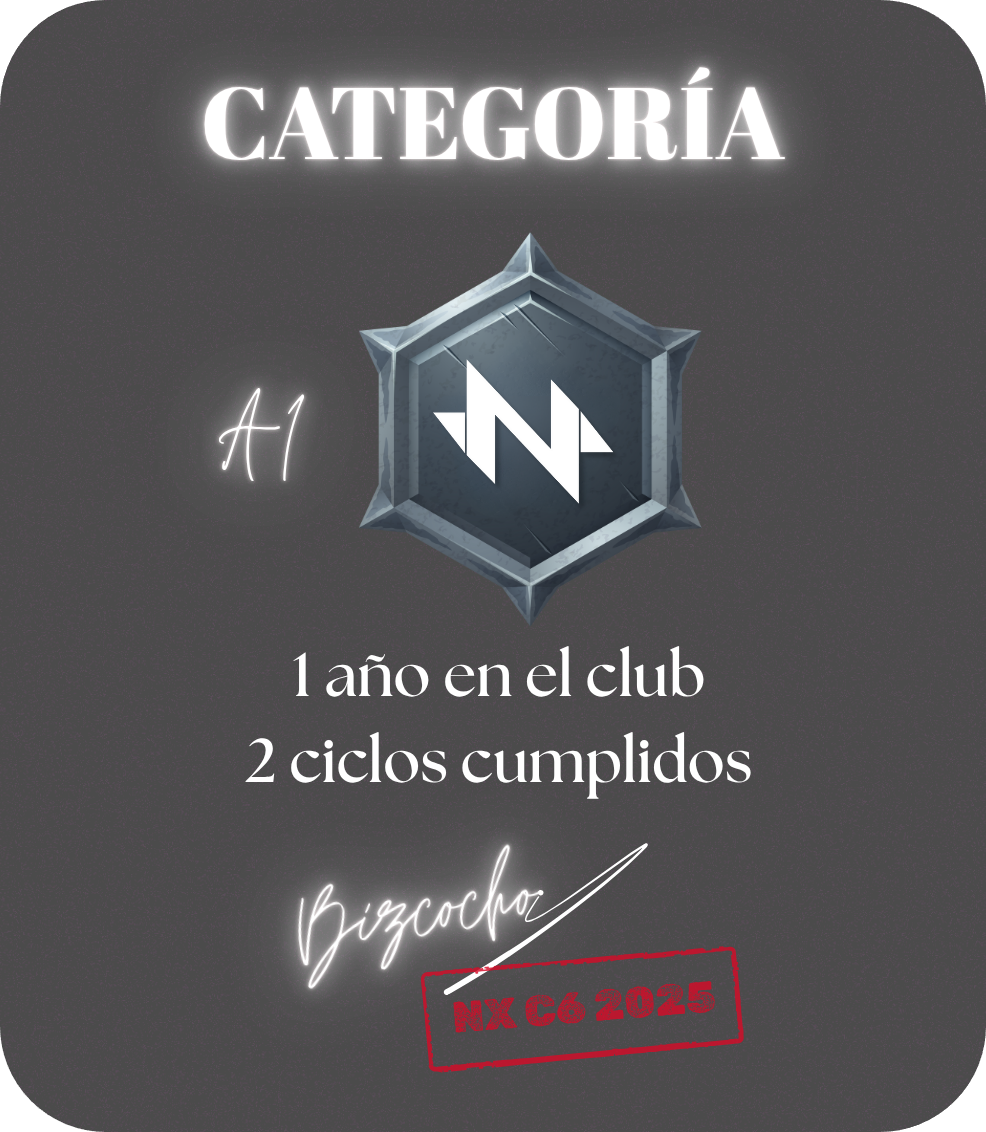 CATEGORÍA
A1
N
1 año en el club
2 ciclos cumplidos
Bizcocho
NX C6 2025